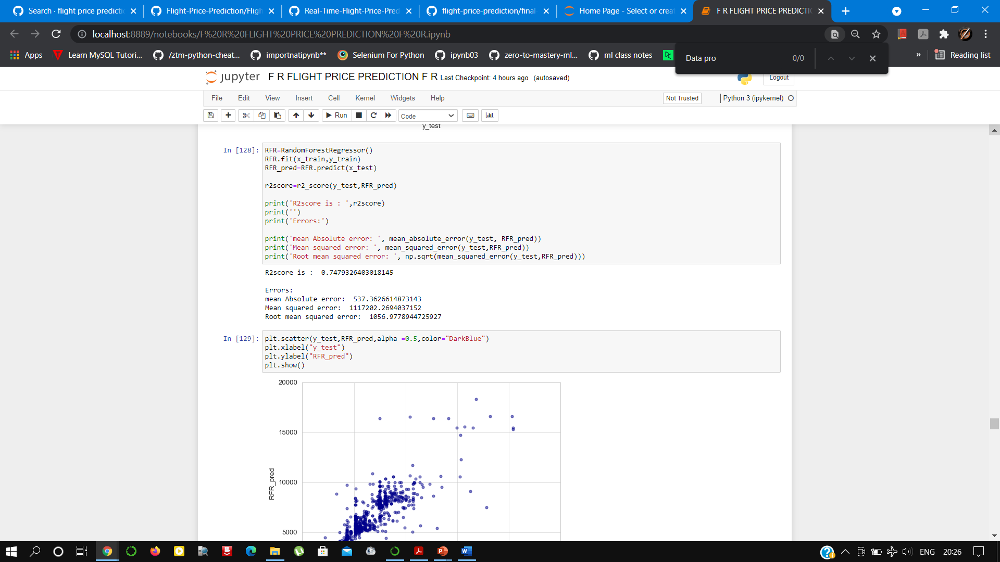 Search · flight price predictic
Flight-Price-Prediction/Fligh
Real-Time-Flight-Price-Pred
flight-price-prediction/final
Home Page - Select or creat
F R FLIGHT PRICE PREDICTIC
localhost:8889/notebooks/F%20R%20FLIGHT%20PRICE%20PREDICTION%20F%20R.ipynb
Apps
Learn MySQL Tutori...
/ztm-python-cheat...
importnatipynb**
Selenium For Python
ipynb03
zero-to-mastery-ml...
ml class notes
»
Reading list
Data pro
0/0
jupyter
F R FLIGHT PRICE PREDICTION F R
Last Checkpoint: 4 hours ago (autosaved)
Logout
File
Edit
View
Insert
Cell
Kernel
Widgets
Help
Not Trusted
Python 3 (ipykernel)
Run
Code
y_test
In [128]:
RFR=RandomForestRegressor()
RFR.fit(x_train,y_train)
RFR_pred=RFR.predict(x_test)
r2score=r2_score(y_test,RFR_pred)
print('R2score is : ',r2score)
print('')
print('Errors:')
print('mean Absolute error: ', mean_absolute_error(y_test, RFR_pred))
print('Mean squared error: ', mean_squared_error(y_test,RFR_pred))
print('Root mean squared error: ', np.sqrt(mean_squared_error(y_test,RFR_pred)))
R2score is :  0.7479326403018145
Errors:
mean Absolute error:  537.3626614873143
Mean squared error:  1117202.2694037152
Root mean squared error:  1056.9778944725927
In [129]:
plt.scatter(y_test,RFR_pred,alpha =0.5,color="DarkBlue")
plt.xlabel("y_test")
plt.ylabel("RFR_pred")
plt.show()
20000
15000
10000
5000
RFR_pred
ENG
20:26